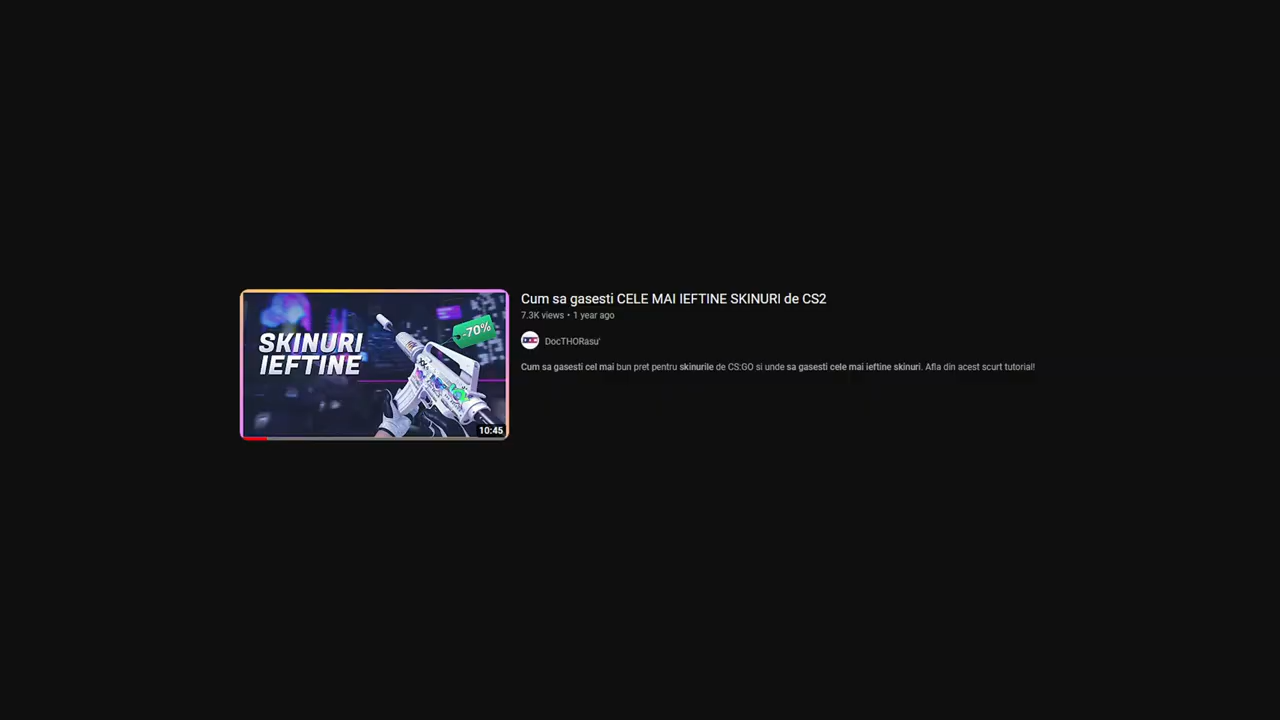 SKINURI
IEFTINE
-70%
10:45
Cum sa gasesti CELE MAI IEFTINE SKINURI de CS2
7.3K views • 1 year ago
DocTHORasu'
Cum sa gasesti cel mai bun pret pentru skinurile de CS:GO si unde sa gasesti cele mai ieftine skinuri. Afla din acest scurt tutorial!